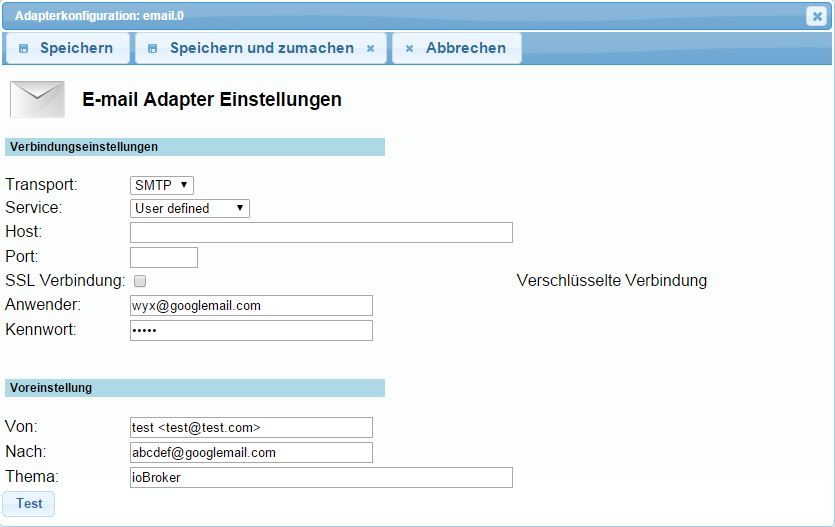 Adapterkonfiguration: email.0
Speichern Speichern und zumachen Abbrechen
E-mail Adapter Einstellungen
Verbindungseinstellungen
Transport: SMTP
Service: User defined
Host:
Port:
SSL Verbindung: Verschlüsselte Verbindung
Anwender: wyx@googlemail.com
Kennwort: •••••
Voreinstellung
Von: test <test@test.com>
Nach: abcdef@googlemail.com
Thema: ioBroker
Test